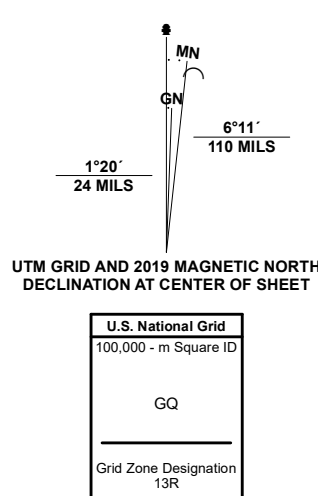 MN
GN
6°11´
110 MILS
1°20´
24 MILS
UTM GRID AND 2019 MAGNETIC NORTH
DECLINATION AT CENTER OF SHEET
U.S. National Grid
100,000 - m Square ID
GQ
Grid Zone Designation
13R